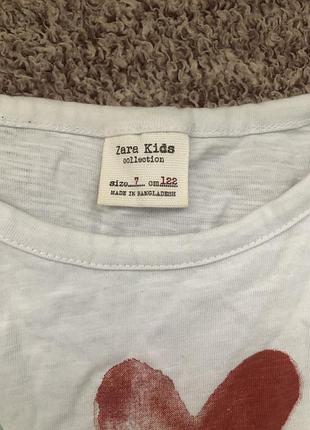 Zara Kids
collection
size 7 cm 122
MADE IN BANGLADESH